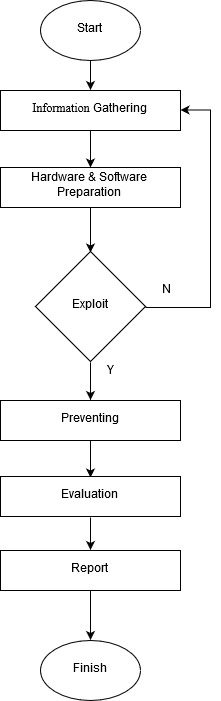 Start
Information Gathering
Hardware & Software
Preparation
Exploit
N
Y
Preventing
Evaluation
Report
Finish